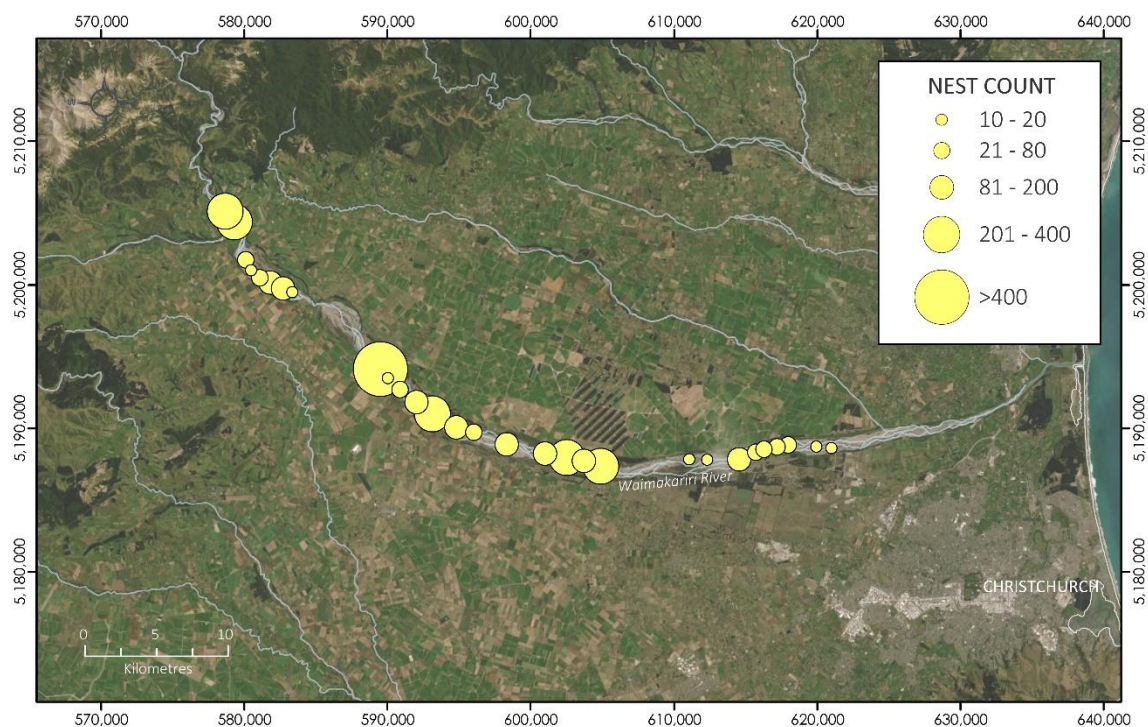 570,000 580,000 590,000 600,000 610,000 620,000 630,000 640,000
NEST COUNT
10 - 20
21 - 80
81 - 200
201 - 400
>400
5,210,000 5,210,000
5,200,000 5,200,000
5,190,000 5,190,000
Waimakariri River
5,180,000 5,180,000
CHRISTCHURCH
0 5 10
Kilometres
570,000 580,000 590,000 600,000 610,000 620,000 630,000 640,000